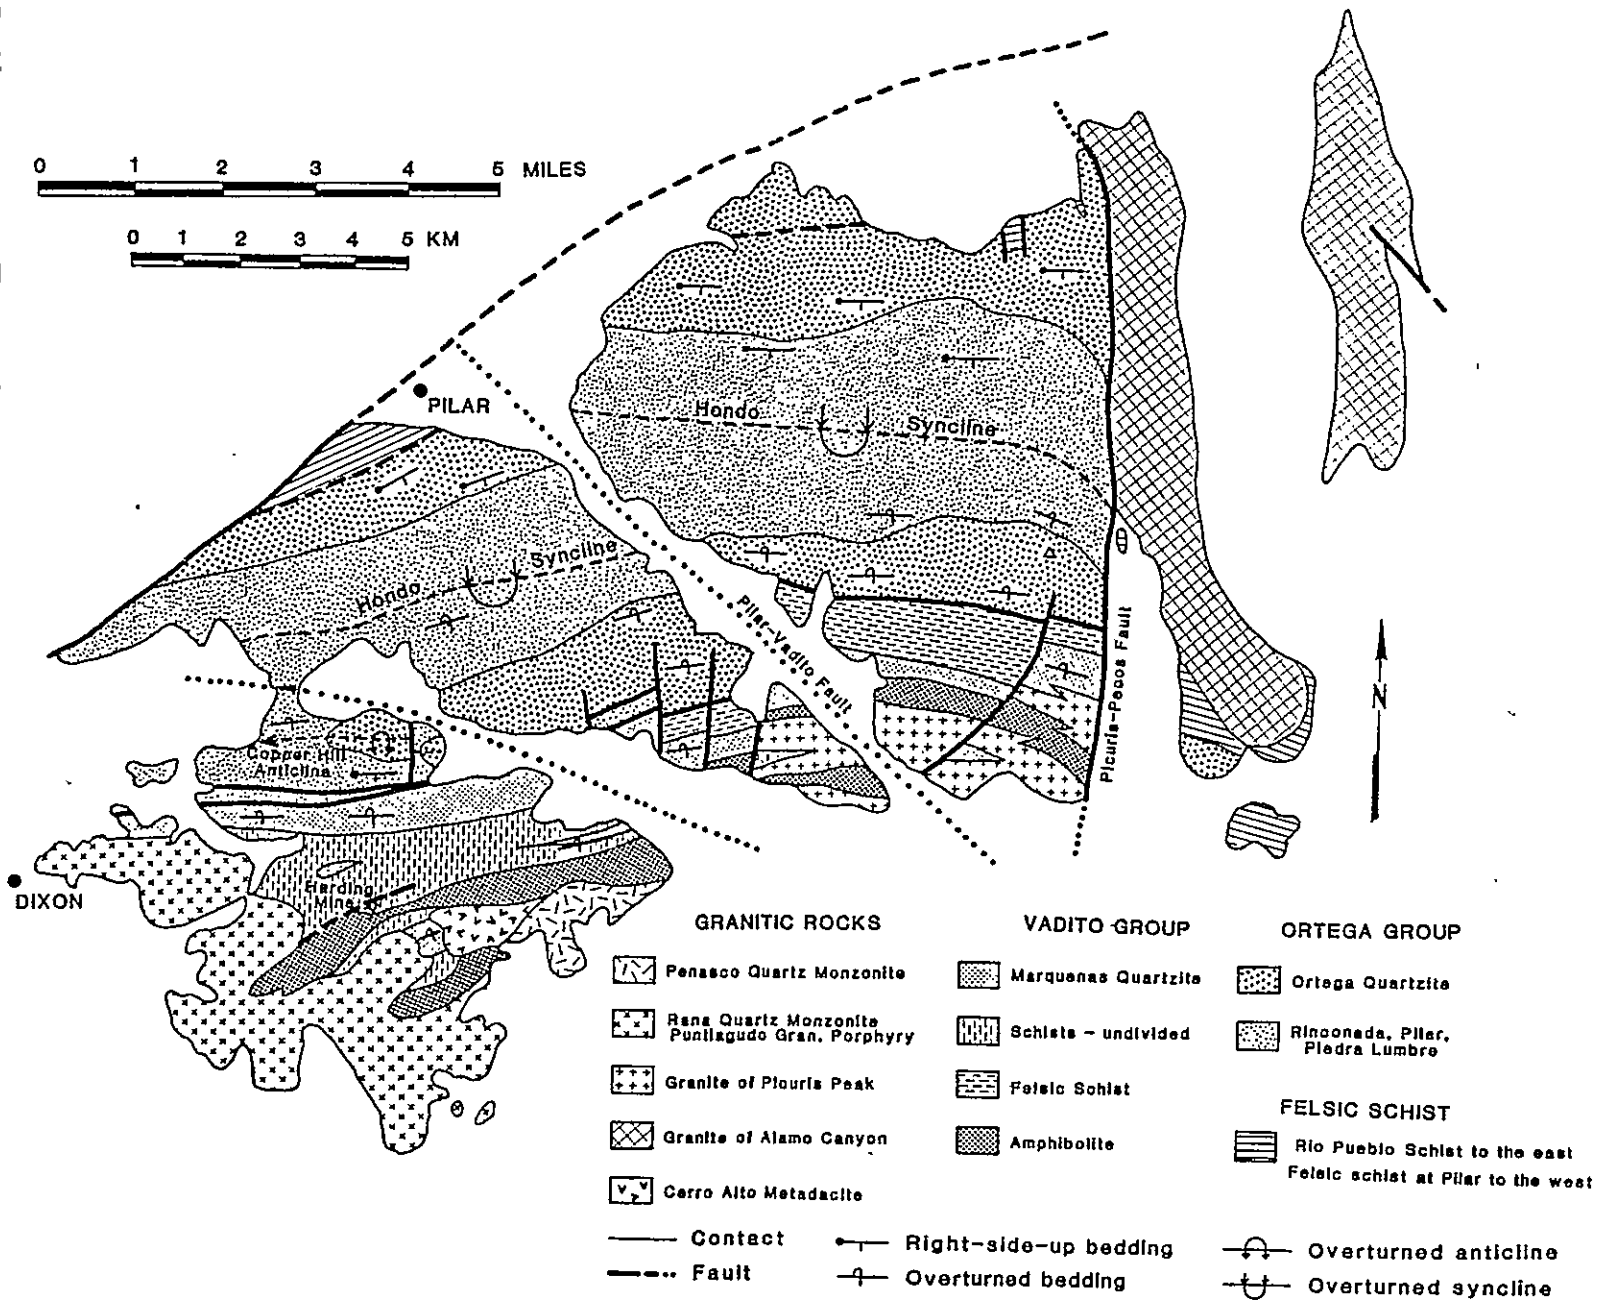 0 1 2 3 4 5 MILES
0 1 2 3 4 5 KM
PILAR
Hondo Syncline
Hondo Syncline
Pilar-Vadito Fault
Picuris-Pecos Fault
N
Copper Hill
Anticline
Harding
Mine
DIXON
GRANITIC ROCKS
Penasco Quartz Monzonite
Rana Quartz Monzonite
Puntiagudo Gran. Porphyry
Granite of Picuris Peak
Granite of Alamo Canyon
Cerro Alto Metadacite
VADITO GROUP
Marquenas Quartzite
Schists - undivided
Felsic Schist
Amphibolite
ORTEGA GROUP
Ortega Quartzite
Rinconada, Pilar,
Piedra Lumbre
FELSIC SCHIST
Rio Pueblo Schist to the east
Felsic schist at Pilar to the west
Contact
Fault
Right-side-up bedding
Overturned bedding
Overturned anticline
Overturned syncline